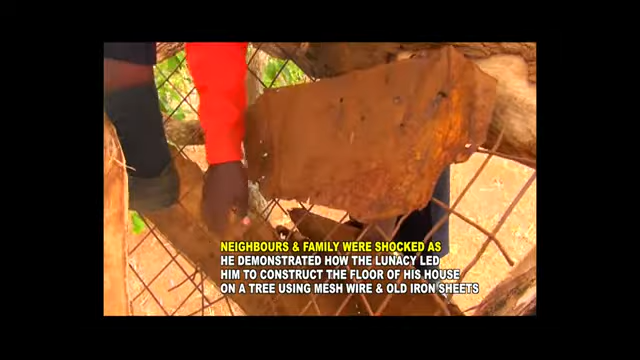 NEIGHBOURS & FAMILY WERE SHOCKED AS
HE DEMONSTRATED HOW THE LUNACY LED
HIM TO CONSTRUCT THE FLOOR OF HIS HOUSE
ON A TREE USING MESH WIRE & OLD IRON SHEETS